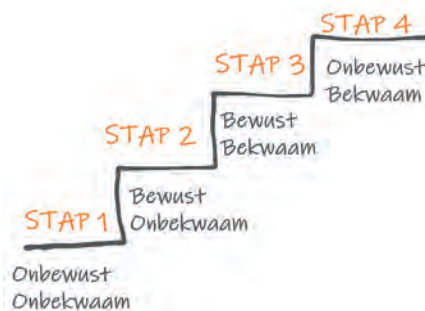 STAP 4
Onbewust
Bekwaam
STAP 3
Bewust
Bekwaam
STAP 2
Bewust
Onbekwaam
STAP 1
Onbewust
Onbekwaam